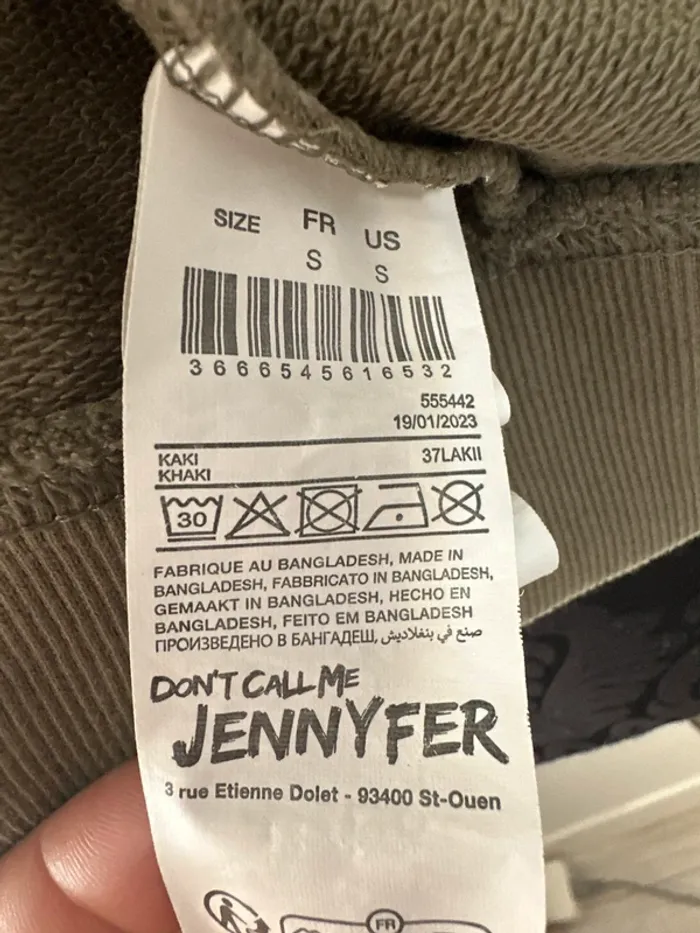 SIZE FR US
S S
3666545616532
555442
19/01/2023
KAKI 37LAKII
KHAKI
30
FABRIQUE AU BANGLADESH, MADE IN
BANGLADESH, FABBRICATO IN BANGLADESH,
GEMAAKT IN BANGLADESH, HECHO EN
BANGLADESH, FEITO EM BANGLADESH
ПРОИЗВЕДЕНО В БАНГАДЕШ, صنع في بنغلاديش
DON'T CALL ME
JENNYFER
3 rue Etienne Dolet - 93400 St-Ouen
FR